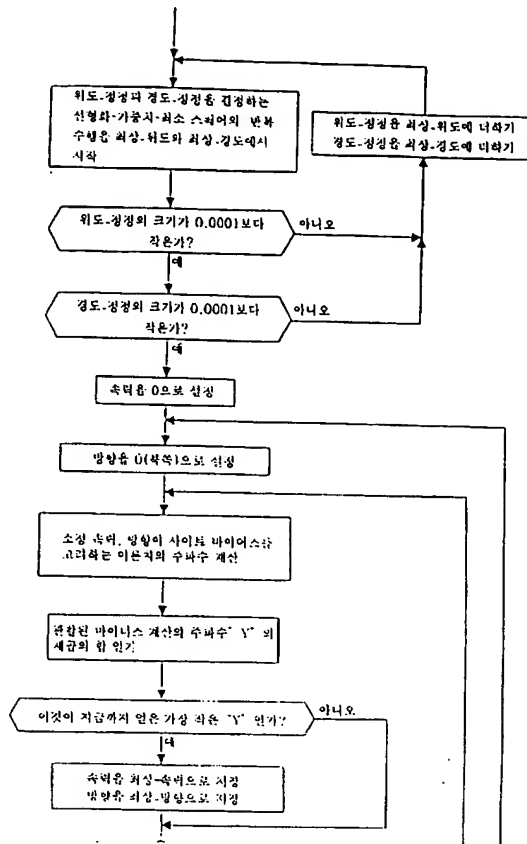 위도-정정과 경도-정정을 결정하는
선형화-가중치-최소 스퀘어의 반복
수행을 최상-위도와 최상-경도에서
시작
위도-정정을 최상-위도에 더하기
경도-정정을 최상-경도에 더하기
위도-정정의 크기가 0.0001보다
작은가?
아니오
예
경도-정정의 크기가 0.0001보다
작은가?
아니오
예
속력을 0으로 설정
방향을 0(북쪽)으로 설정
소정 속력, 방향이 사이트 바이어스를
고려하는 이론치의 주파수 계산
관찰된 마이너스 계산의 주파수" Y" 의
제곱의 합 얻기
이것이 지금까지 얻은 가장 작은 "Y" 인가?
아니오
예
속력을 최상-속력으로 저장
방향을 최상-방향으로 저장